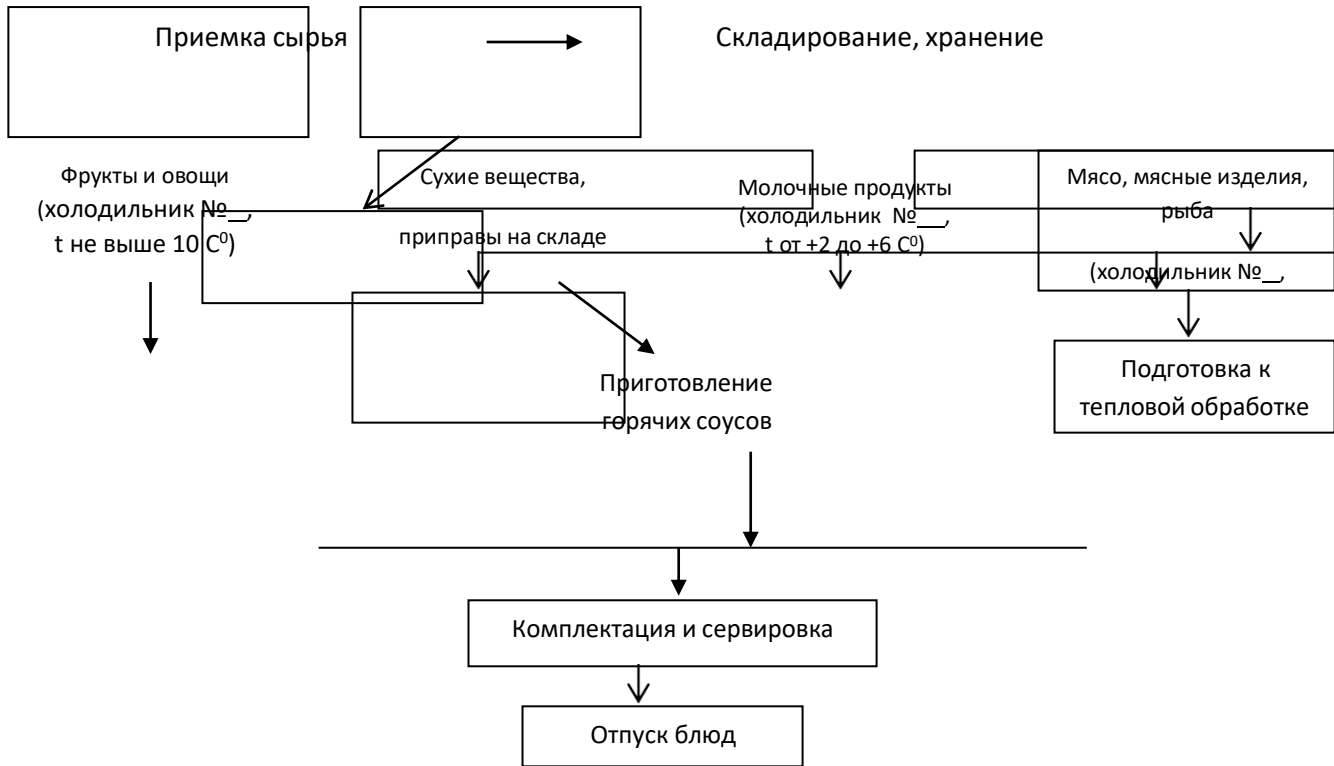 Приемка сырья
Складирование, хранение
Фрукты и овощи
(холодильник №__,
t не выше 10 С⁰)
Сухие вещества,
приправы на складе
Молочные продукты
(холодильник №___,
t от +2 до +6 С⁰)
Мясо, мясные изделия,
рыба
(холодильник №__,
Приготовление
горячих соусов
Подготовка к
тепловой обработке
Комплектация и сервировка
Отпуск блюд